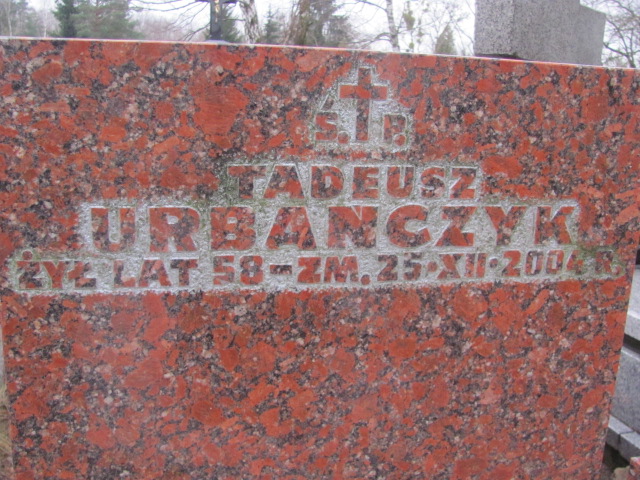 Ś. P.
TADEUSZ
URBAŃCZYK
ŻYŁ LAT 58-ZM. 25·XII·2004 R.